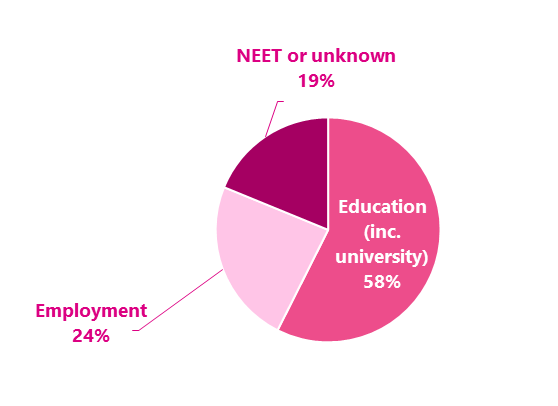 NEET or unknown
19%
Education
(inc.
university)
58%
Employment
24%